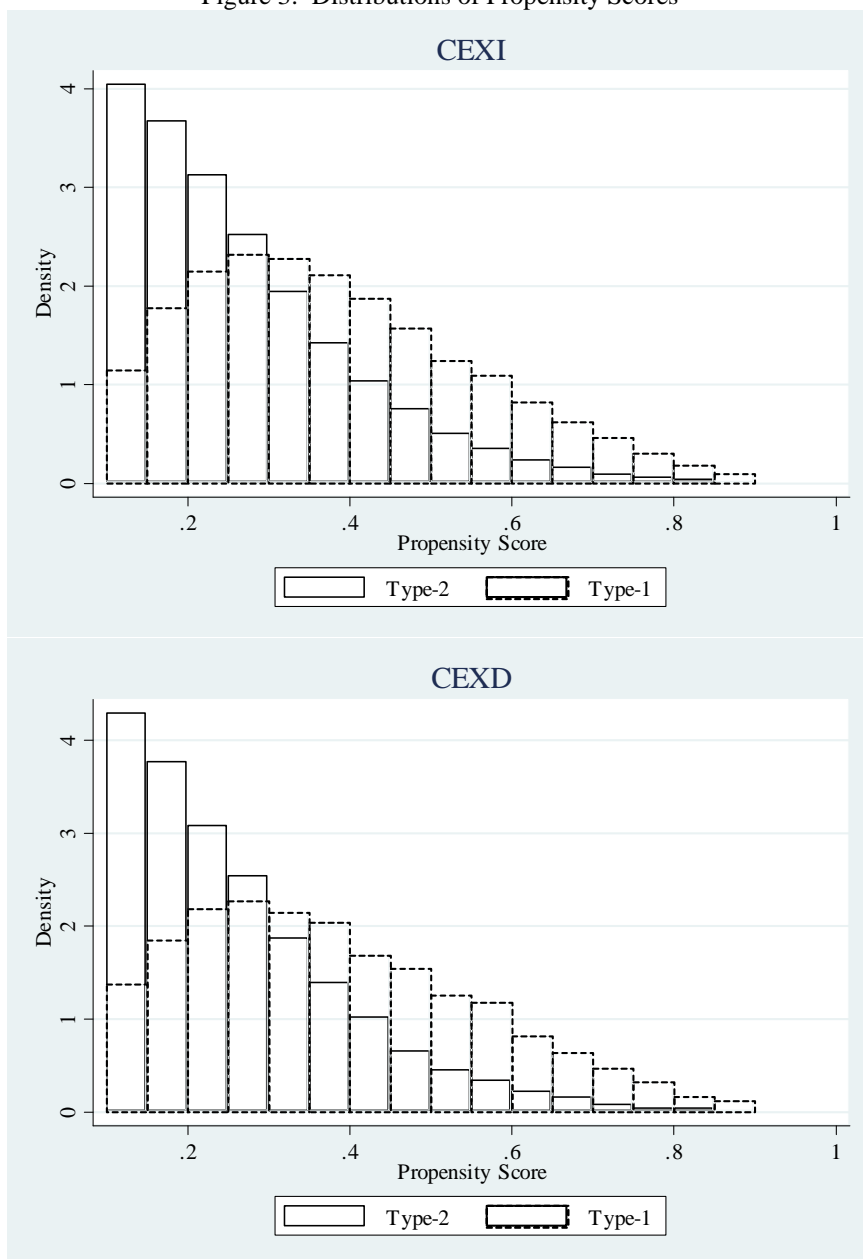 Figure 3. Distributions of Propensity Scores
CEXI
Density
4
3
2
1
0
.2 .4 .6 .8 1
Propensity Score
Type-2 Type-1
CEXD
Density
4
3
2
1
0
.2 .4 .6 .8 1
Propensity Score
Type-2 Type-1